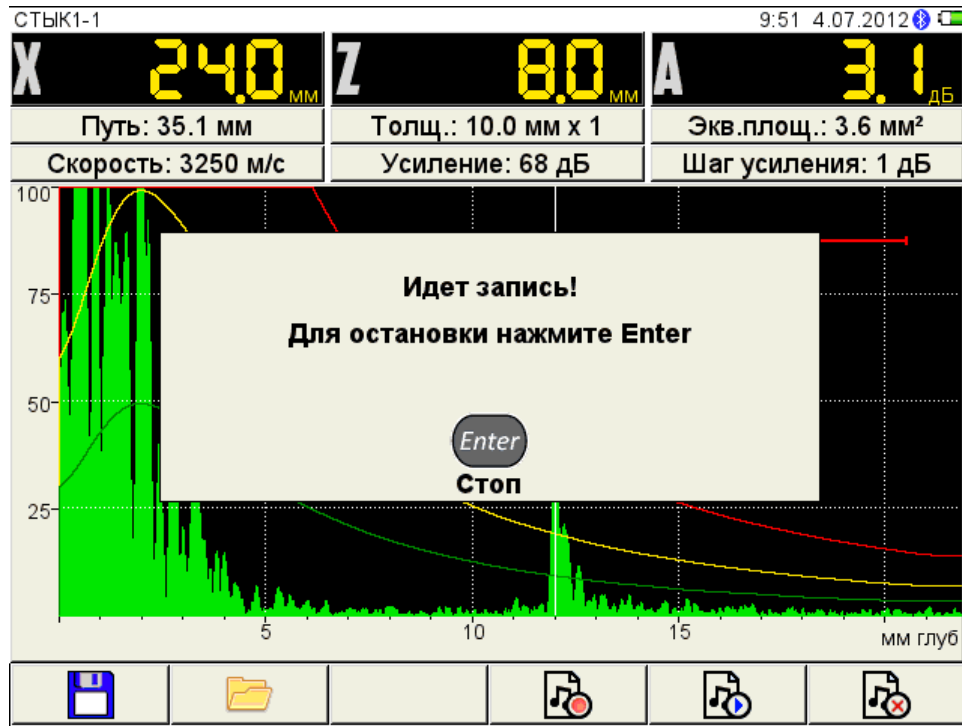 СТЫК1-1
9:51 4.07.2012
X 24.0 мм
Z 8.0 мм
A 3.1 дБ
Путь: 35.1 мм
Толщ.: 10.0 мм x 1
Экв.площ.: 3.6 мм²
Скорость: 3250 м/с
Усиление: 68 дБ
Шаг усиления: 1 дБ
100
75
50
25
Идет запись!
Для остановки нажмите Enter
Enter
Стоп
5
10
15
мм глуб